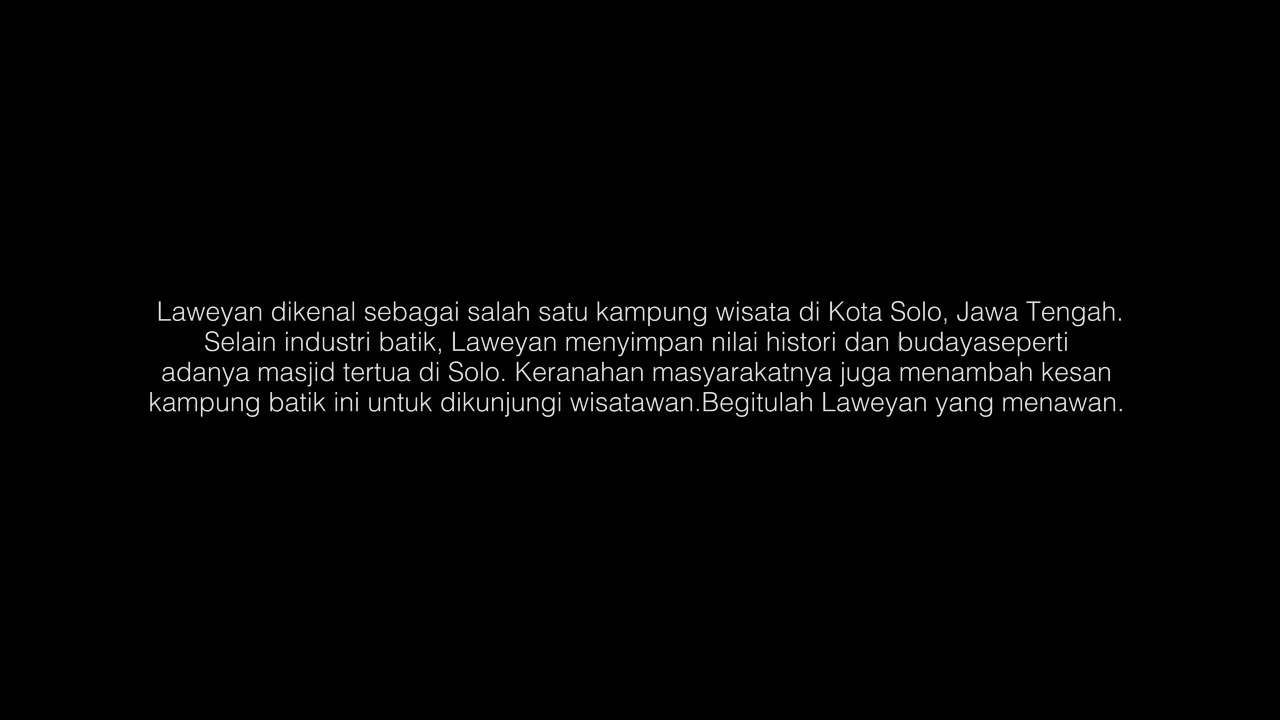 Laweyan dikenal sebagai salah satu kampung wisata di Kota Solo, Jawa Tengah.
Selain industri batik, Laweyan menyimpan nilai histori dan budayaseperti
adanya masjid tertua di Solo. Keranahan masyarakatnya juga menambah kesan
kampung batik ini untuk dikunjungi wisatawan.Begitulah Laweyan yang menawan.